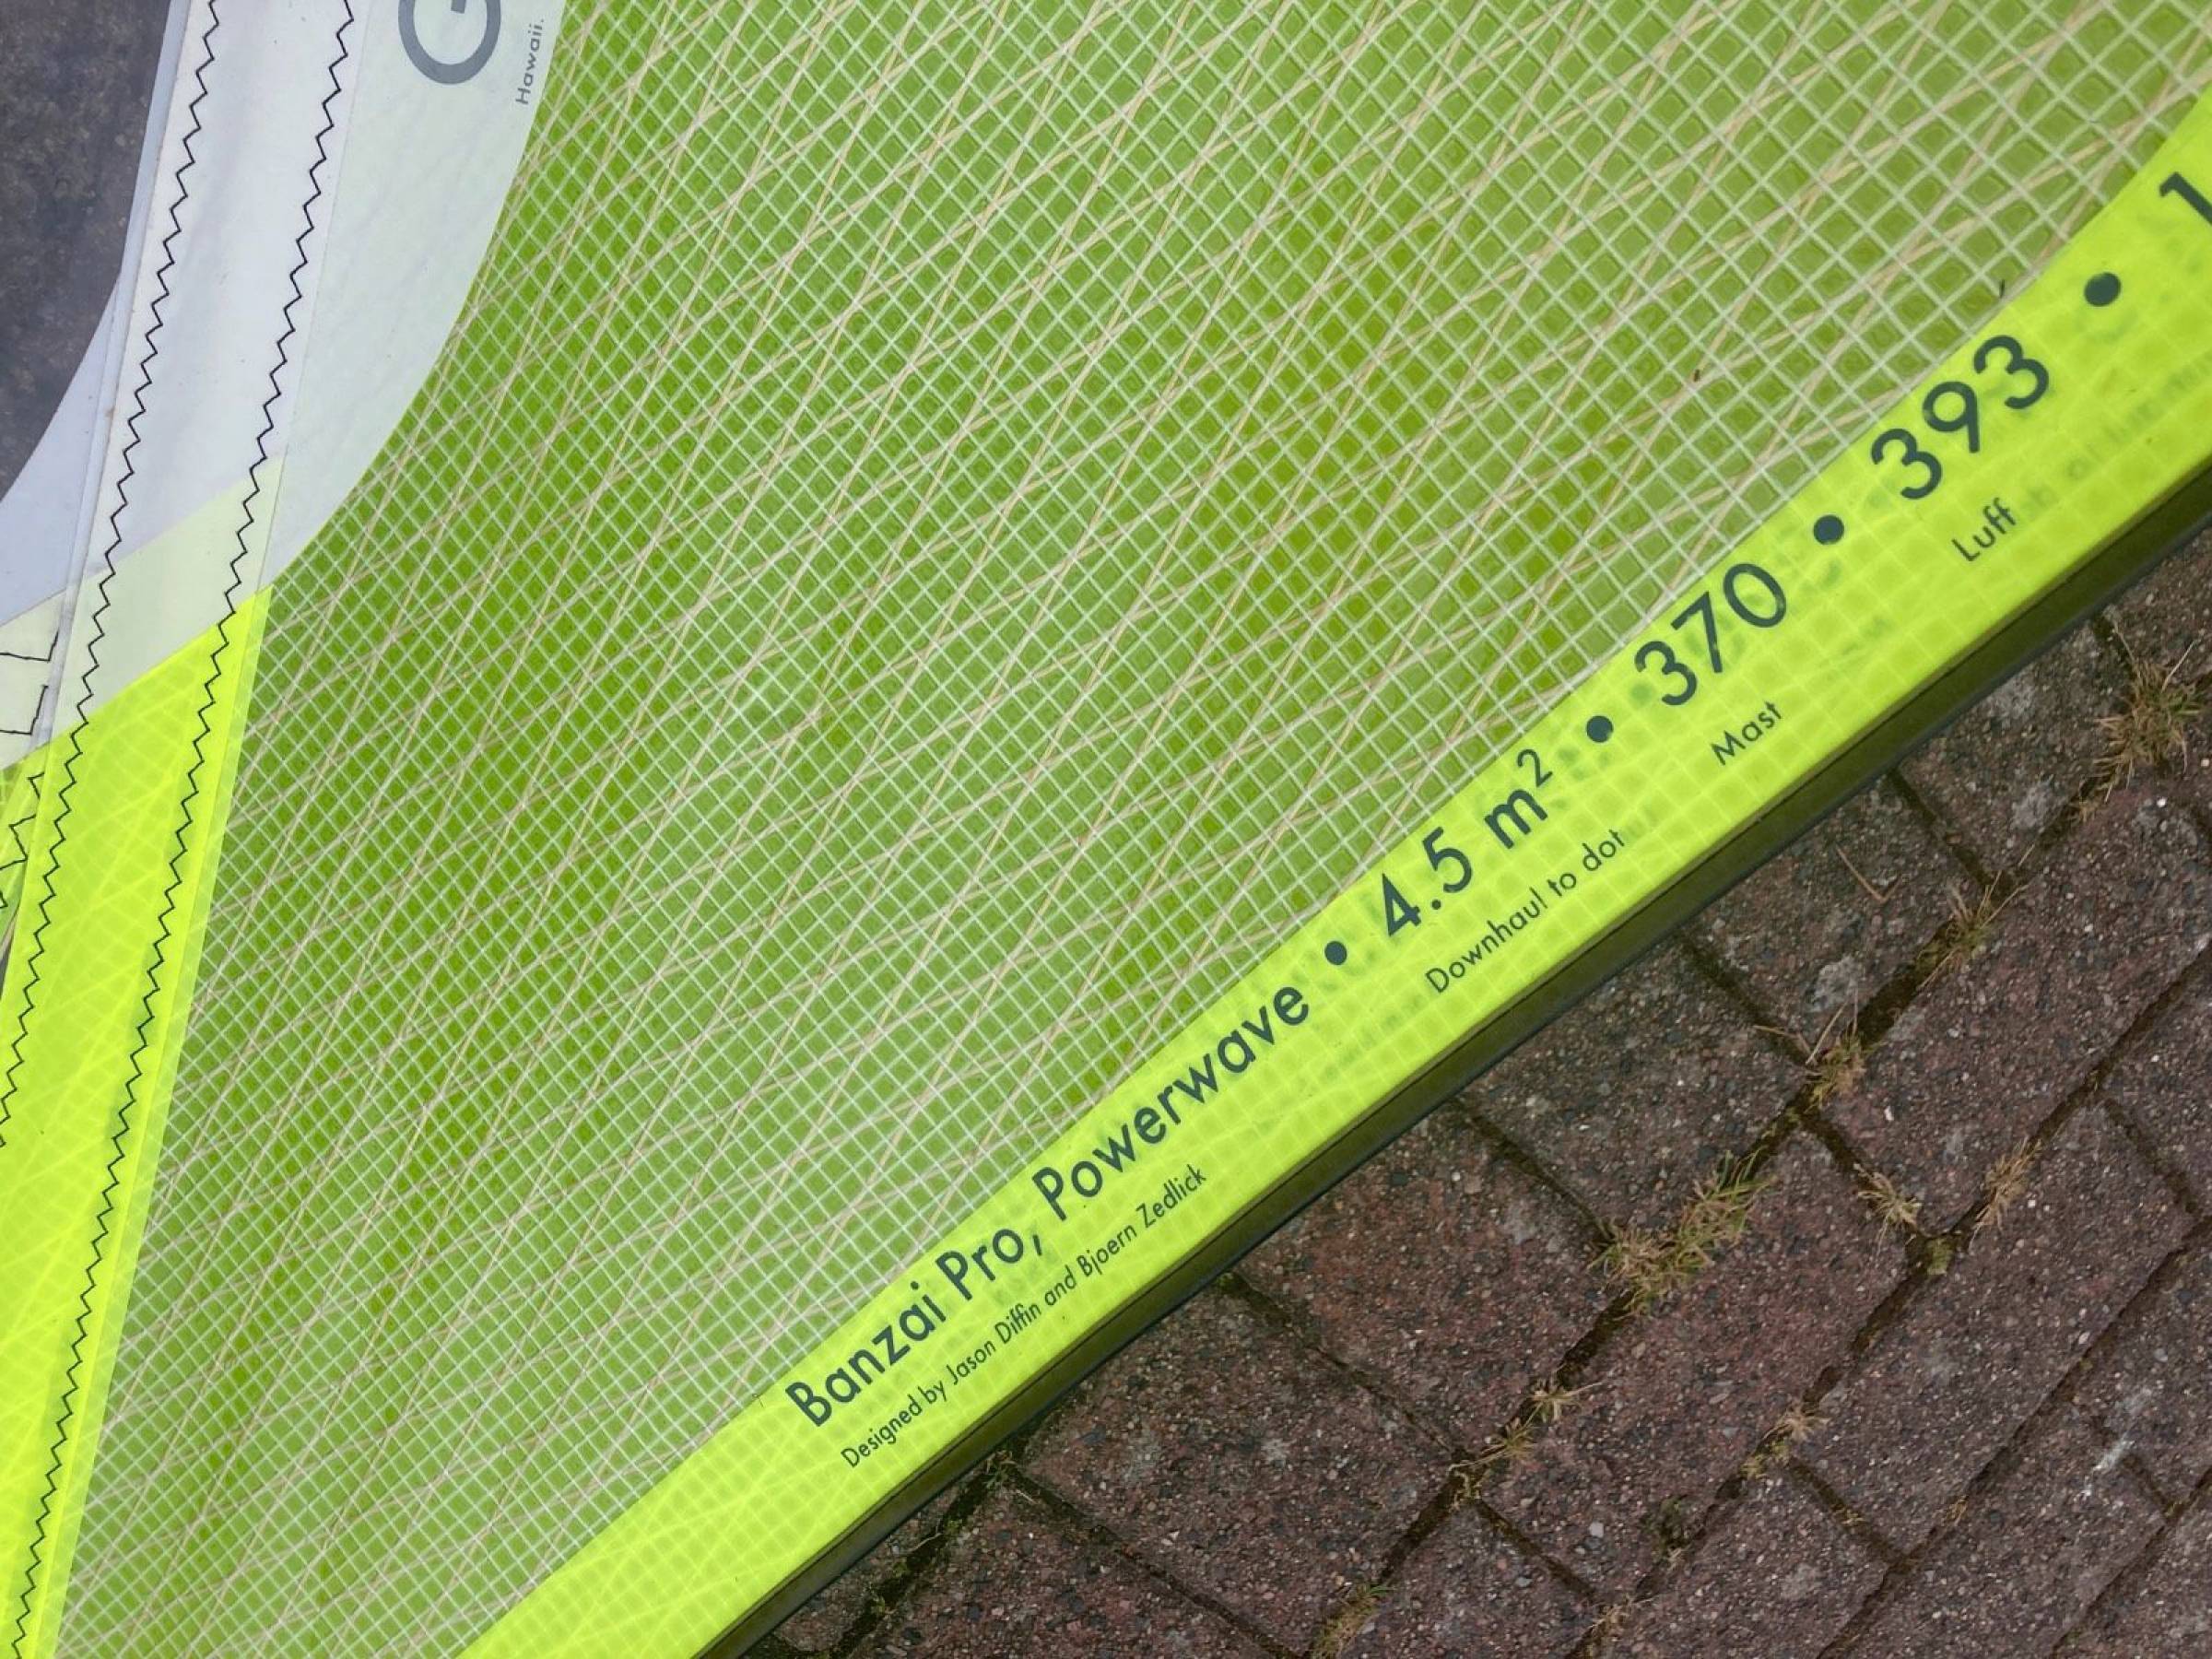 G
Hawaii.
Banzai Pro, Powerwave • 4.5 m² • 370 • 393 • 1
Designed by Jason Diffin and Bjoern Zedlick Downhaul to dot Mast Luff